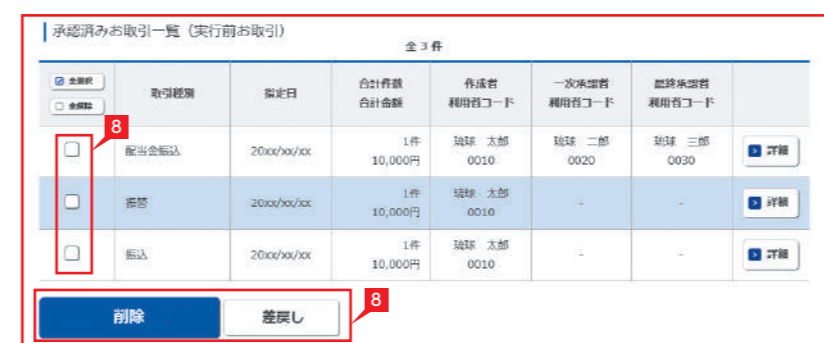 承認済みお取引一覧（実行前お取引）
全3件
全選択
全解除
取引種別
指定日
合計件数
合計金額
作成者
利用者コード
一次承認者
利用者コード
最終承認者
利用者コード
8
配当金振込
20xx/xx/xx
1件
10,000円
琉球 太郎
0010
琉球 二郎
0020
琉球 三郎
0030
詳細
振替
20xx/xx/xx
1件
10,000円
琉球 太郎
0010
-
-
詳細
振込
20xx/xx/xx
1件
10,000円
琉球 太郎
0010
-
-
詳細
削除
差戻し
8